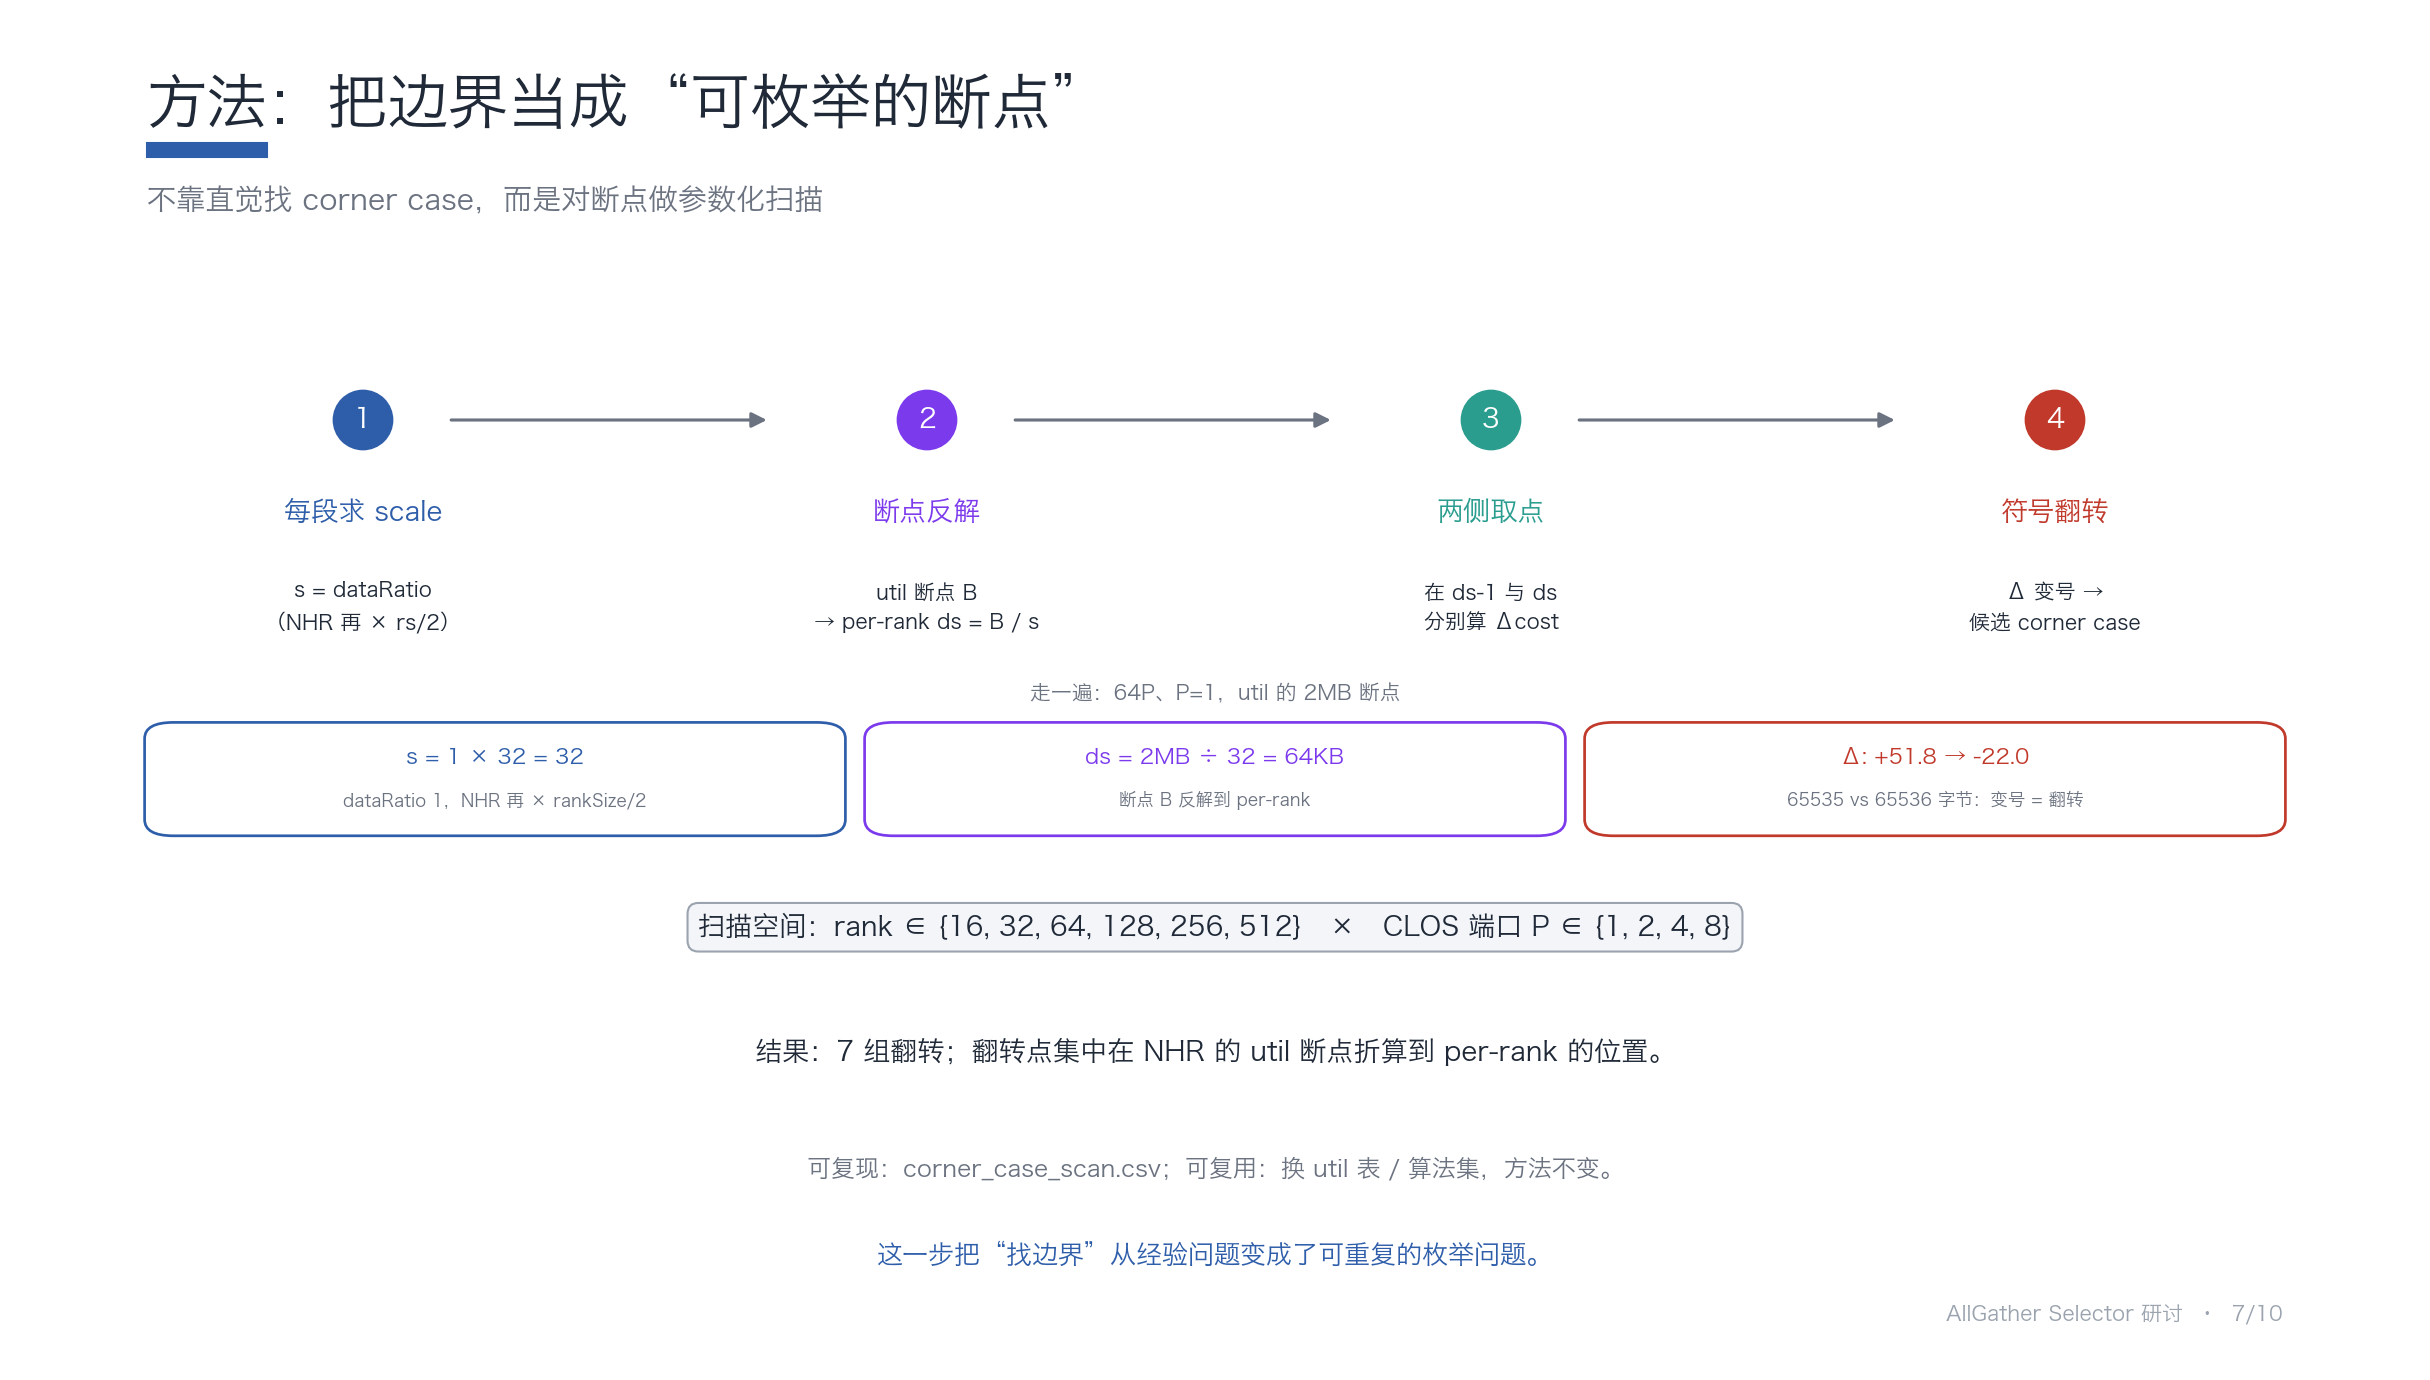 方法：把边界当成“可枚举的断点”
不靠直觉找 corner case，而是对断点做参数化扫描
1
2
3
4
每段求 scale
断点反解
两侧取点
符号翻转
s = dataRatio
（NHR 再 × rs/2）
util 断点 B
→ per-rank ds = B / s
在 ds-1 与 ds
分别算 Δcost
Δ 变号 →
候选 corner case
走一遍：64P、P=1，util 的 2MB 断点
s = 1 × 32 = 32
dataRatio 1，NHR 再 × rankSize/2
ds = 2MB ÷ 32 = 64KB
断点 B 反解到 per-rank
Δ: +51.8 → -22.0
65535 vs 65536 字节：变号 = 翻转
扫描空间：rank ∈ {16, 32, 64, 128, 256, 512} × CLOS 端口 P ∈ {1, 2, 4, 8}
结果：7 组翻转；翻转点集中在 NHR 的 util 断点折算到 per-rank 的位置。
可复现：corner_case_scan.csv；可复用：换 util 表 / 算法集，方法不变。
这一步把“找边界”从经验问题变成了可重复的枚举问题。
AllGather Selector 研讨 · 7/10